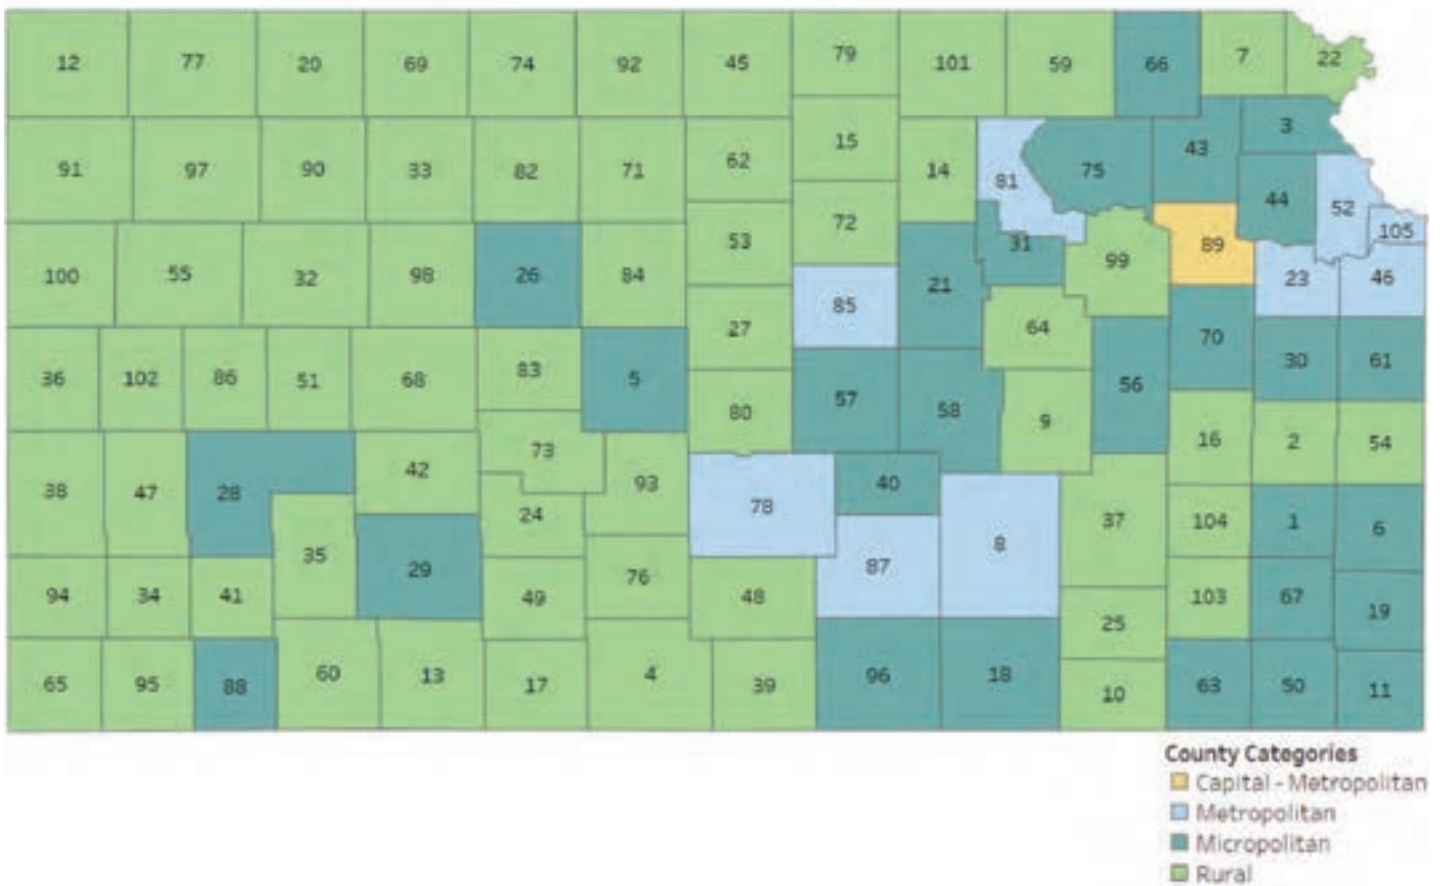 12 77 20 69 74 92 45 79 101 59 66 7 22
91 97 90 33 82 71 62 15 14 81 75 43 3
44 52 105
100 55 32 98 26 84 53 72 21 31 99 89 23 46
36 102 86 51 68 83 5 27 85 64 70 30 61
80 57 58 9 56 16 2 54
38 47 28 42 73 93 78 40 8 37 104 1 6
24
94 34 41 35 29 49 76 48 87 103 67 19
25
65 95 88 60 13 17 4 39 96 18 10 63 50 11
County Categories
Capital - Metropolitan
Metropolitan
Micropolitan
Rural